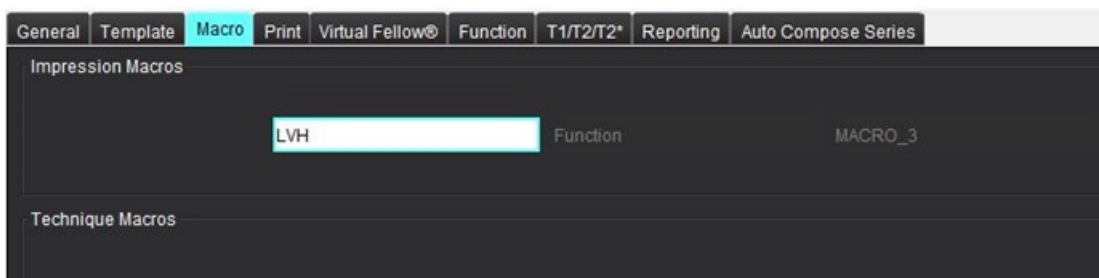 General Template Macro Print Virtual Fellow® Function T1/T2/T2* Reporting Auto Compose Series
Impression Macros
LVH Function MACRO_3
Technique Macros